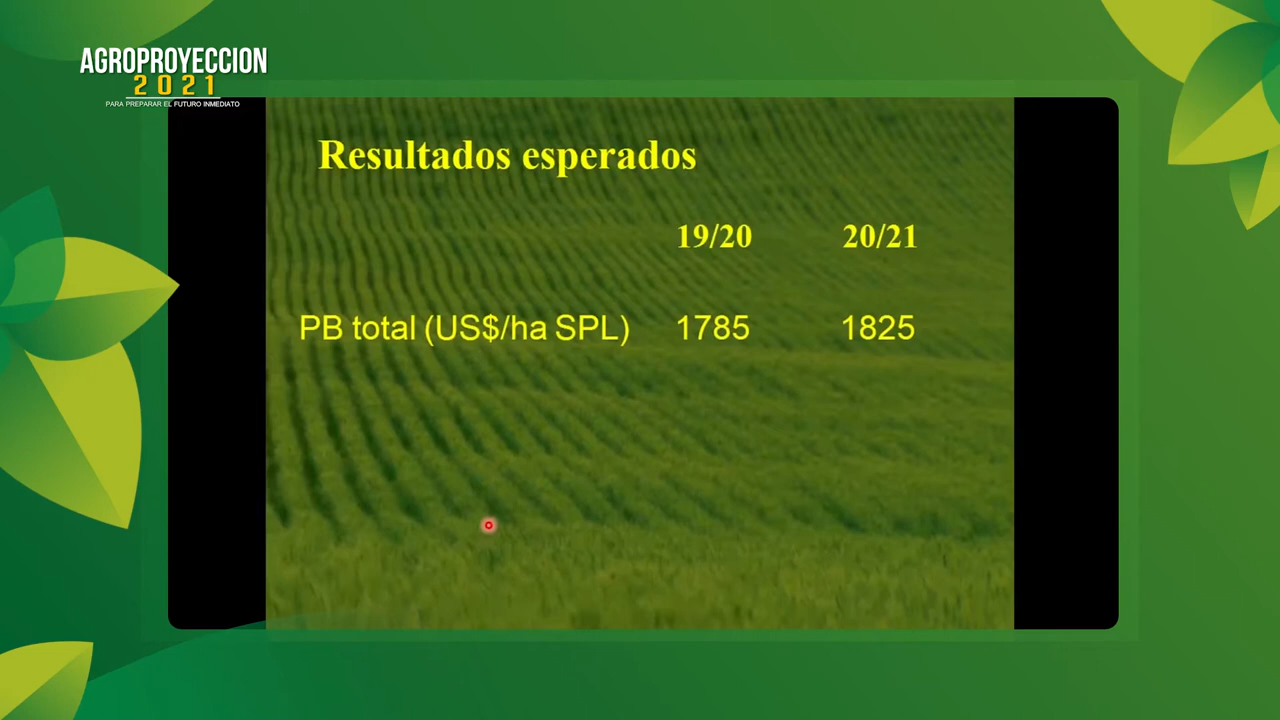 AGROPROYECCION
2021
PARA PREPARAR EL FUTURO INMEDIATO
Resultados esperados
19/20 20/21
PB total (US$/ha SPL) 1785 1825